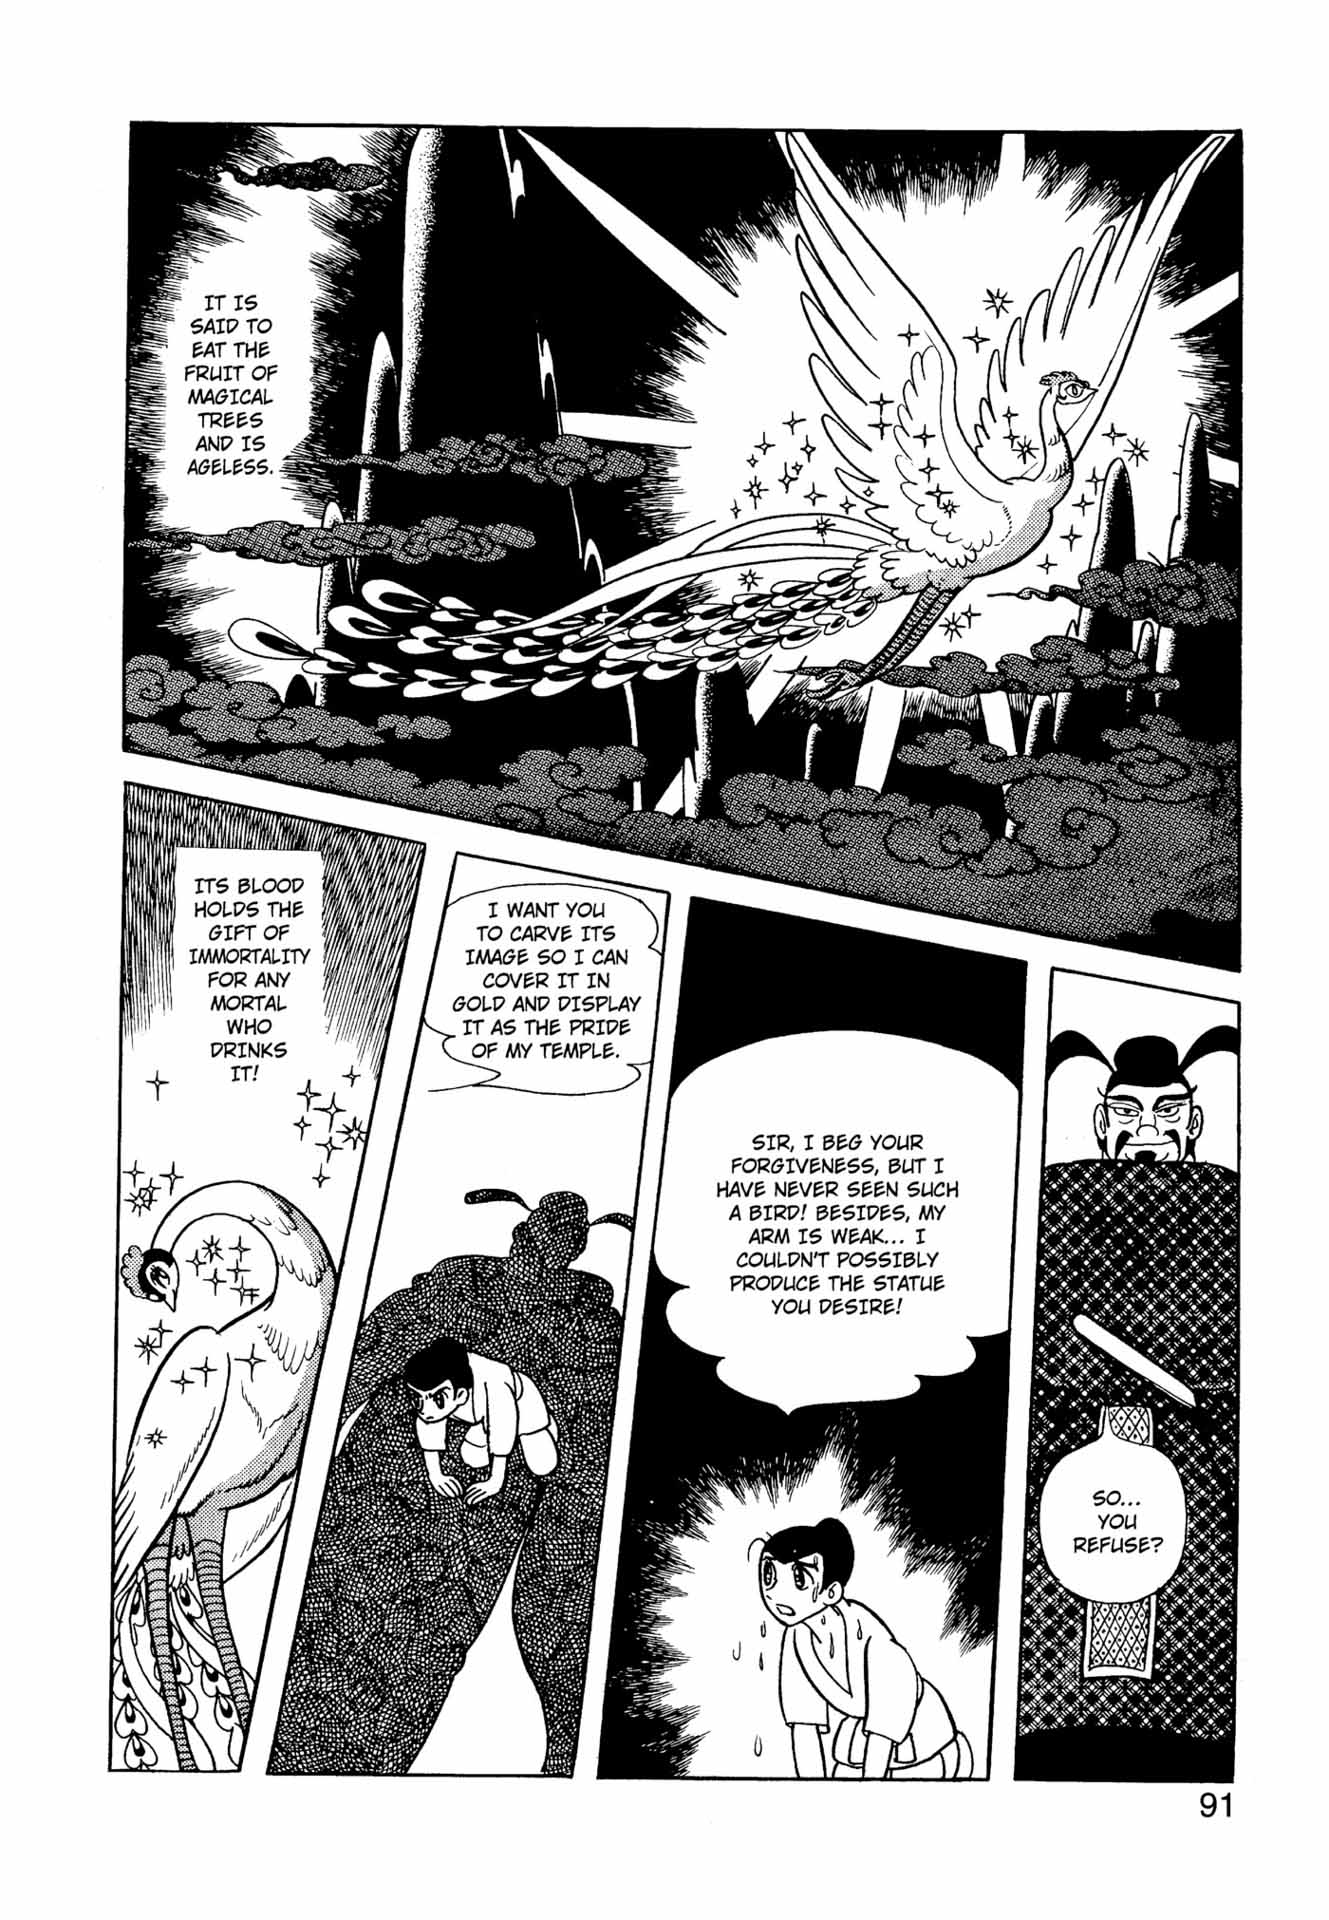 IT IS
SAID TO
EAT THE
FRUIT OF
MAGICAL
TREES
AND IS
AGELESS.
ITS BLOOD
HOLDS THE
GIFT OF
IMMORTALITY
FOR ANY
MORTAL
WHO
DRINKS
IT!
I WANT YOU
TO CARVE ITS
IMAGE SO I CAN
COVER IT IN
GOLD AND DISPLAY
IT AS THE PRIDE
OF MY TEMPLE.
SIR, I BEG YOUR
FORGIVENESS, BUT I
HAVE NEVER SEEN SUCH
A BIRD! BESIDES, MY
ARM IS WEAK... I
COULDN'T POSSIBLY
PRODUCE THE STATUE
YOU DESIRE!
SO...
YOU
REFUSE?
91